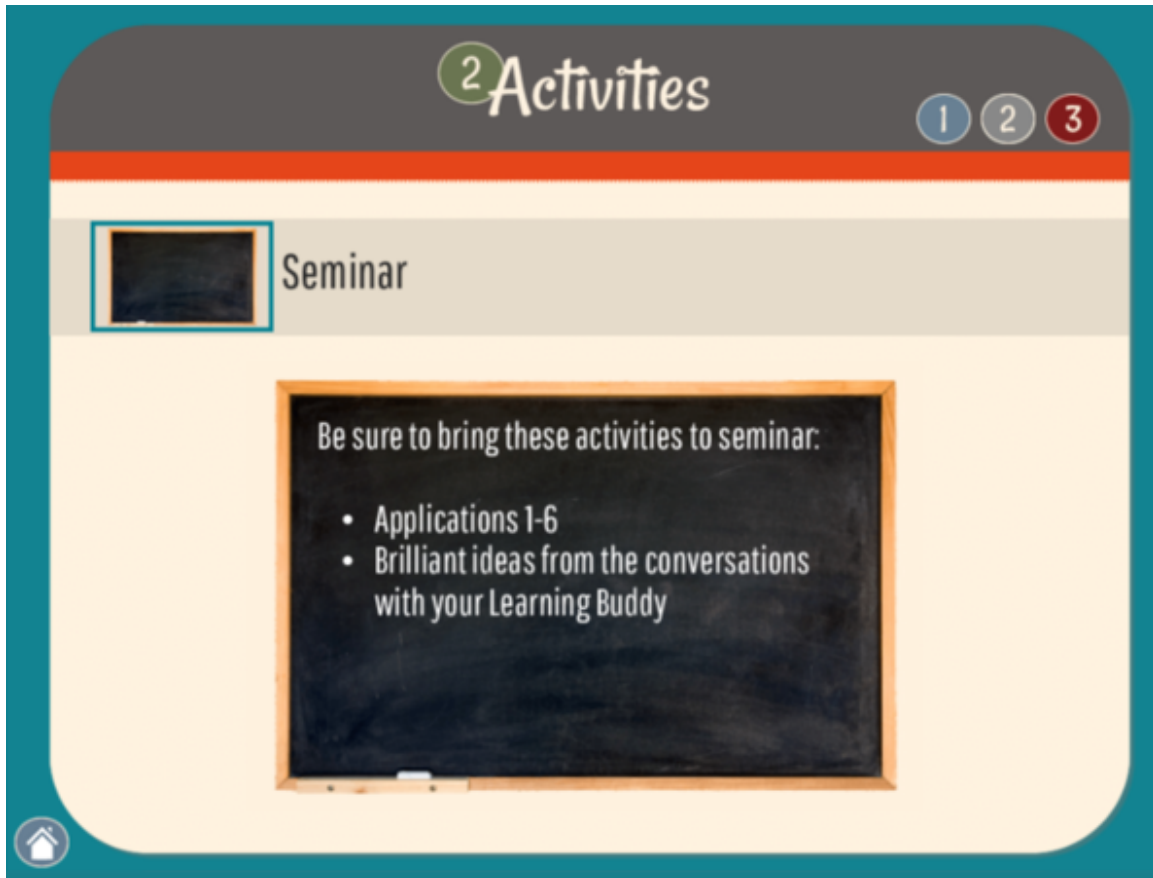 2 Activities
1 2 3
Seminar
Be sure to bring these activities to seminar:
• Applications 1-6
• Brilliant ideas from the conversations
with your Learning Buddy